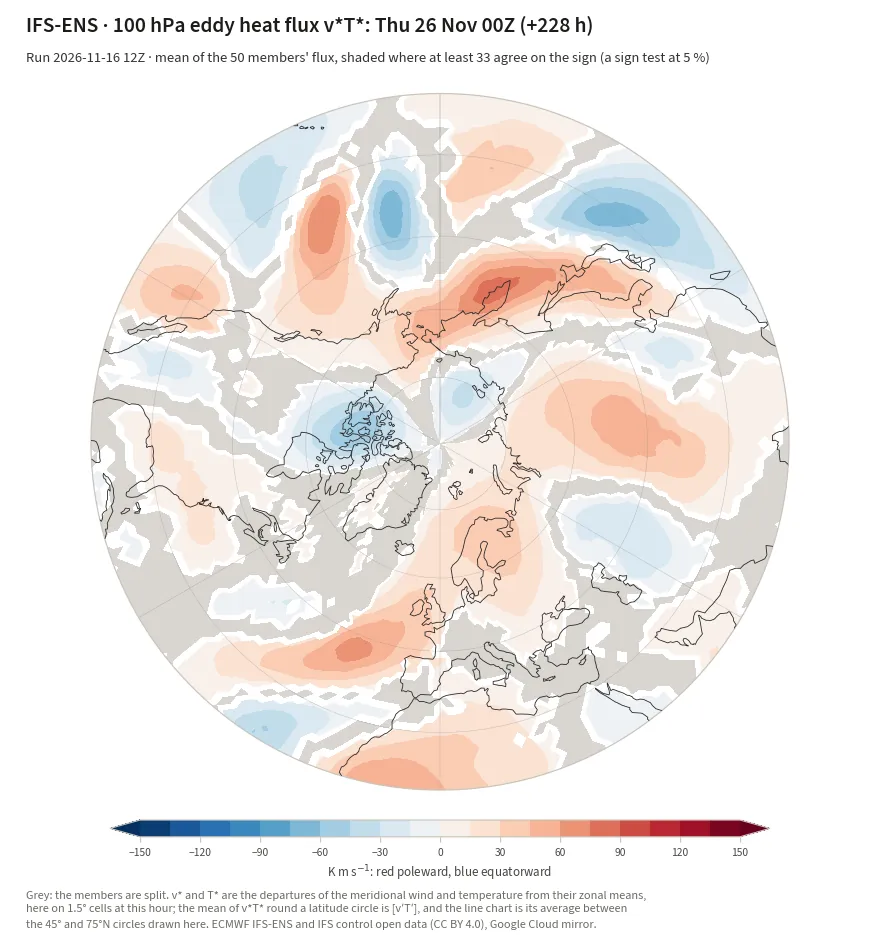 IFS-ENS · 100 hPa eddy heat flux v*T*: Thu 26 Nov 00Z (+228 h)
Run 2026-11-16 12Z · mean of the 50 members' flux, shaded where at least 33 agree on the sign (a sign test at 5 %)
−150 −120 −90 −60 −30 0 30 60 90 120 150
K m s⁻¹: red poleward, blue equatorward
Grey: the members are split. v* and T* are the departures of the meridional wind and temperature from their zonal means,
here on 1.5° cells at this hour; the mean of v*T* round a latitude circle is [v′T′], and the line chart is its average between
the 45° and 75°N circles drawn here. ECMWF IFS-ENS and IFS control open data (CC BY 4.0), Google Cloud mirror.